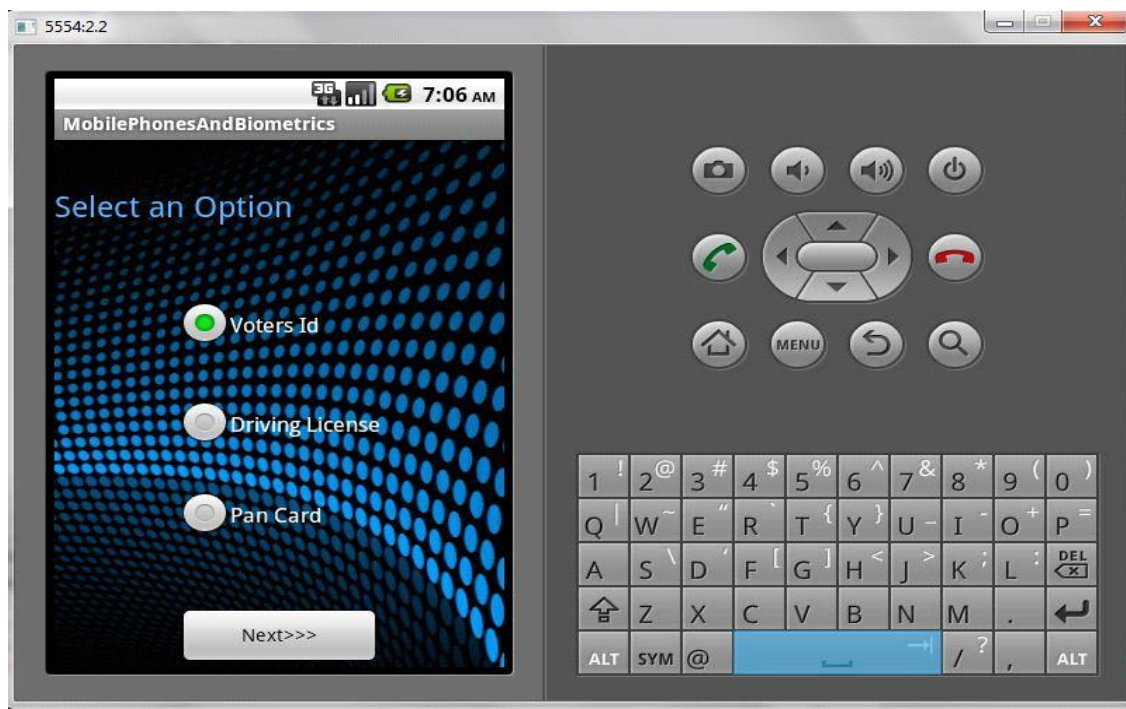 5554:2.2
3G 7:06 AM
MobilePhonesAndBiometrics
Select an Option
Voters Id
Driving License
Pan Card
Next>>>
MENU
1 ! 2 @ 3 # 4 $ 5 % 6 ^ 7 & 8 * 9 ( 0 )
Q | W ~ E " R ` T { Y } U _ I - O + P =
A S \ D ' F [ G ] H < J > K ; L : DEL
Z X C V B N M .
ALT SYM @ / ? , ALT